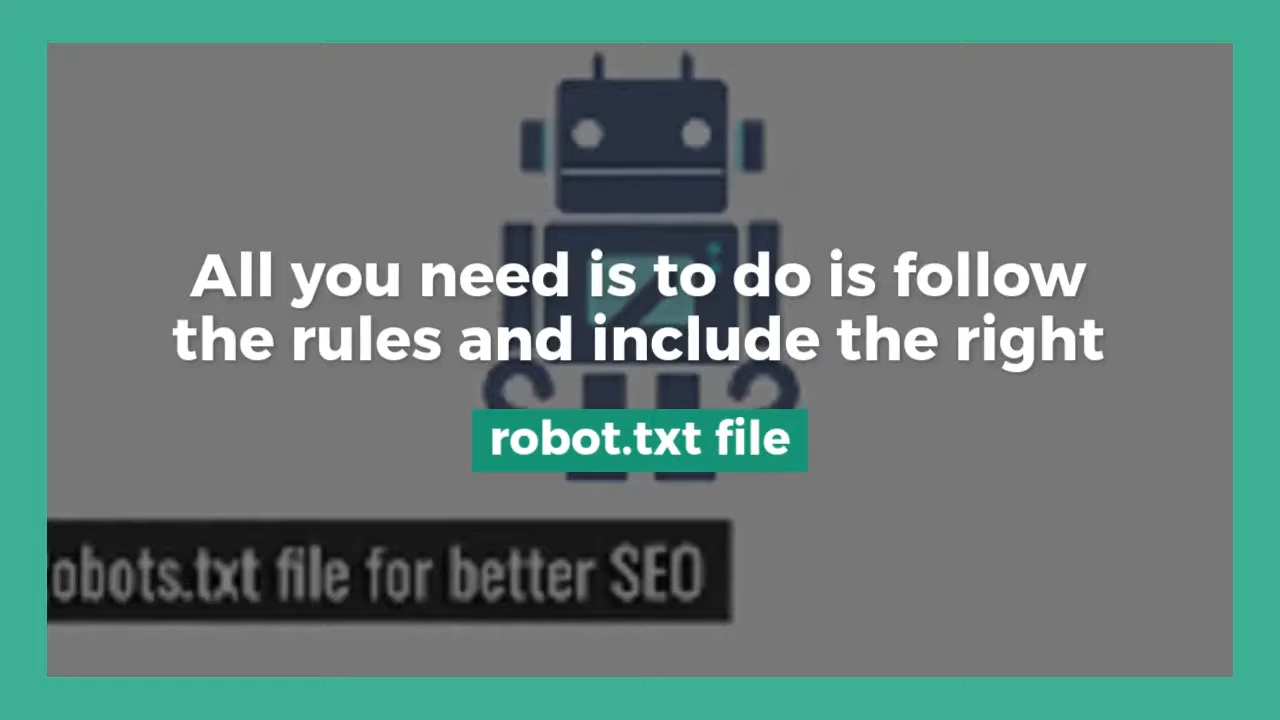 All you need is to do is follow
the rules and include the right
robot.txt file
obots.txt file for better SEO